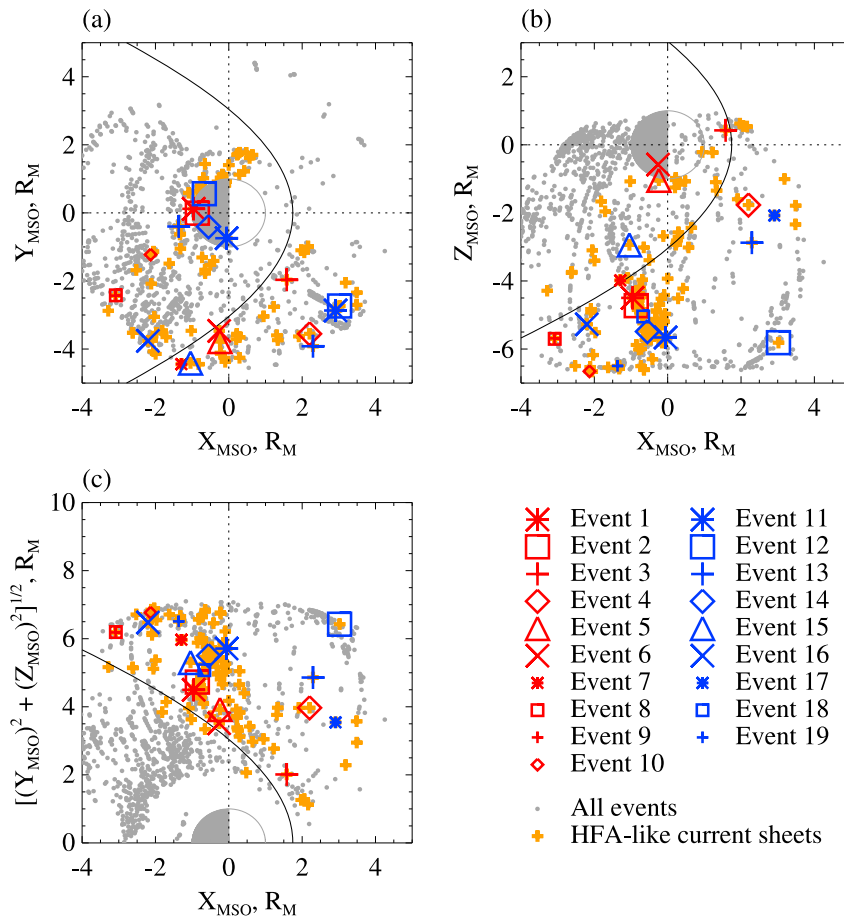 (a)
4
2
0
-2
-4
Y_MSO, R_M
-4 -2 0 2 4
X_MSO, R_M
(b)
2
0
-2
-4
-6
Z_MSO, R_M
-4 -2 0 2 4
X_MSO, R_M
(c)
10
8
6
4
2
0
[(Y_MSO)² + (Z_MSO)²]^1/2, R_M
-4 -2 0 2 4
X_MSO, R_M
Event 1 Event 11
Event 2 Event 12
Event 3 Event 13
Event 4 Event 14
Event 5 Event 15
Event 6 Event 16
Event 7 Event 17
Event 8 Event 18
Event 9 Event 19
Event 10
All events
HFA-like current sheets